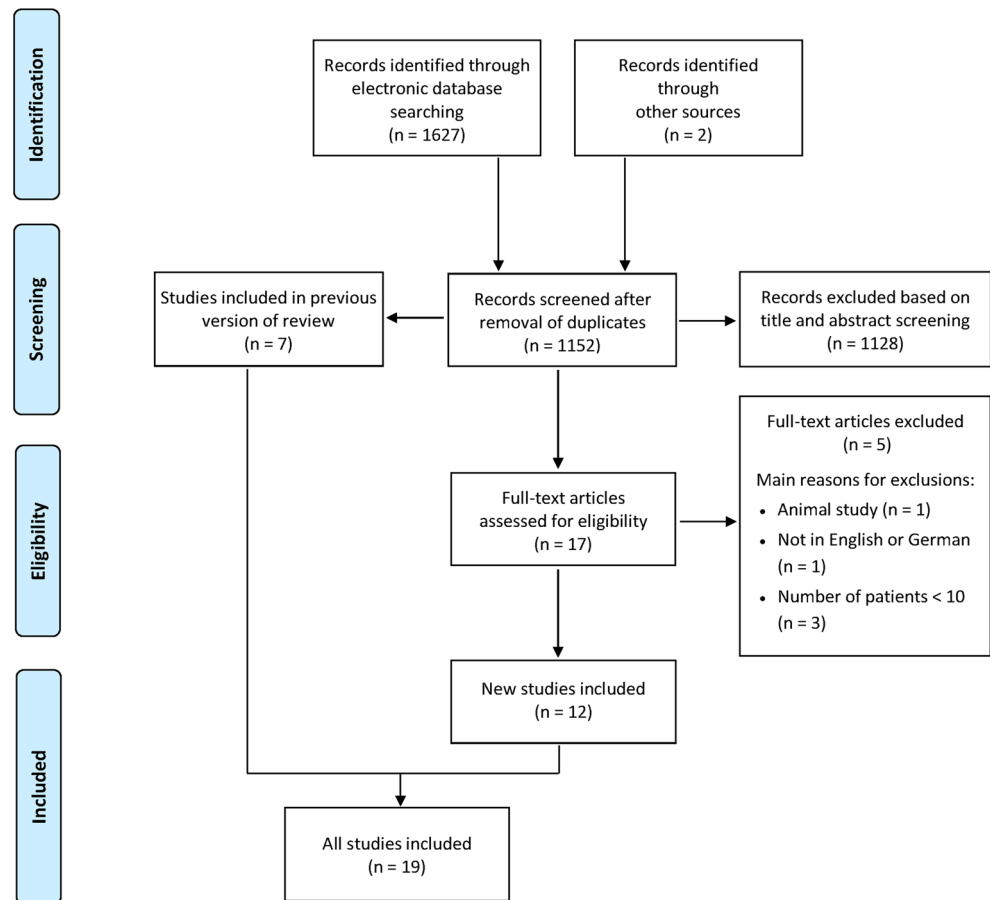 Identification
Records identified through
electronic database
searching
(n = 1627)
Records identified
through
other sources
(n = 2)
Screening
Studies included in previous
version of review
(n = 7)
Records screened after
removal of duplicates
(n = 1152)
Records excluded based on
title and abstract screening
(n = 1128)
Eligibility
Full-text articles
assessed for eligibility
(n = 17)
Full-text articles excluded
(n = 5)
Main reasons for exclusions:
• Animal study (n = 1)
• Not in English or German
(n = 1)
• Number of patients < 10
(n = 3)
Included
New studies included
(n = 12)
All studies included
(n = 19)